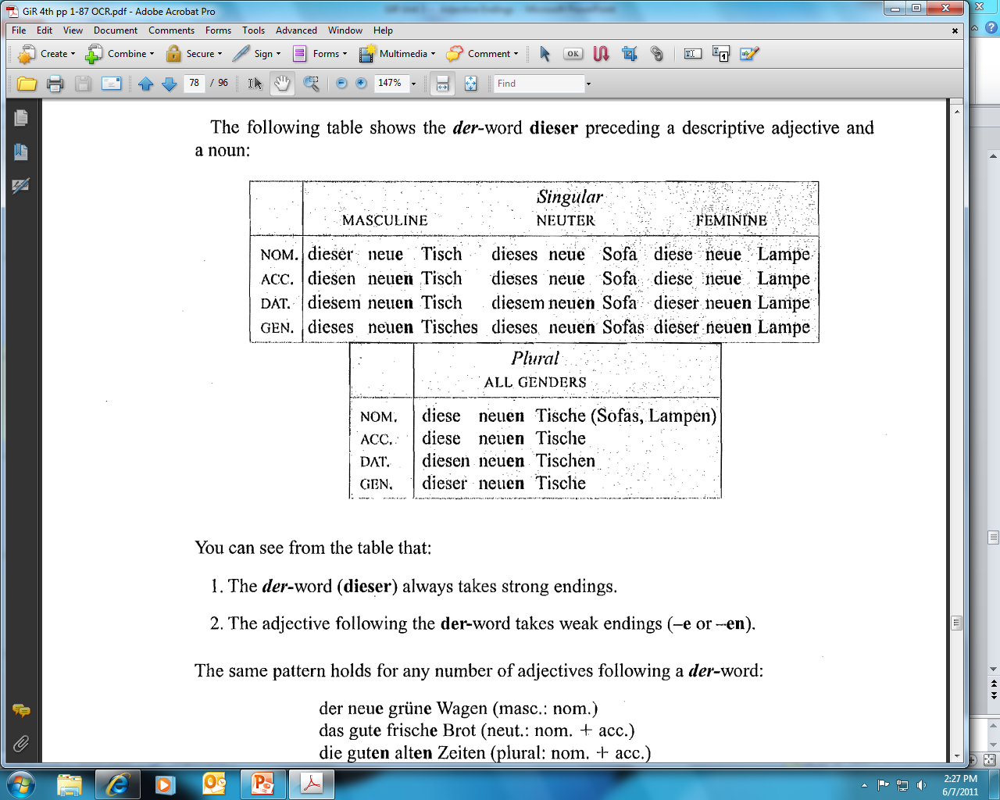 GiR 4th pp 1-87 OCR.pdf - Adobe Acrobat Pro
File Edit View Document Comments Forms Tools Advanced Window Help
Create Combine Secure Sign Forms Multimedia Comment OK
78 / 96 147% Find
The following table shows the der-word dieser preceding a descriptive adjective and
a noun:
Singular
MASCULINE NEUTER FEMININE
NOM. dieser neue Tisch dieses neue Sofa diese neue Lampe
ACC. diesen neuen Tisch dieses neue Sofa diese neue Lampe
DAT. diesem neuen Tisch diesem neuen Sofa dieser neuen Lampe
GEN. dieses neuen Tisches dieses neuen Sofas dieser neuen Lampe
Plural
ALL GENDERS
NOM. diese neuen Tische (Sofas, Lampen)
ACC. diese neuen Tische
DAT. diesen neuen Tischen
GEN. dieser neuen Tische
You can see from the table that:
1. The der-word (dieser) always takes strong endings.
2. The adjective following the der-word takes weak endings (–e or –en).
The same pattern holds for any number of adjectives following a der-word:
der neue grüne Wagen (masc.: nom.)
das gute frische Brot (neut.: nom. + acc.)
die guten alten Zeiten (plural: nom. + acc.)
2:27 PM
6/7/2011